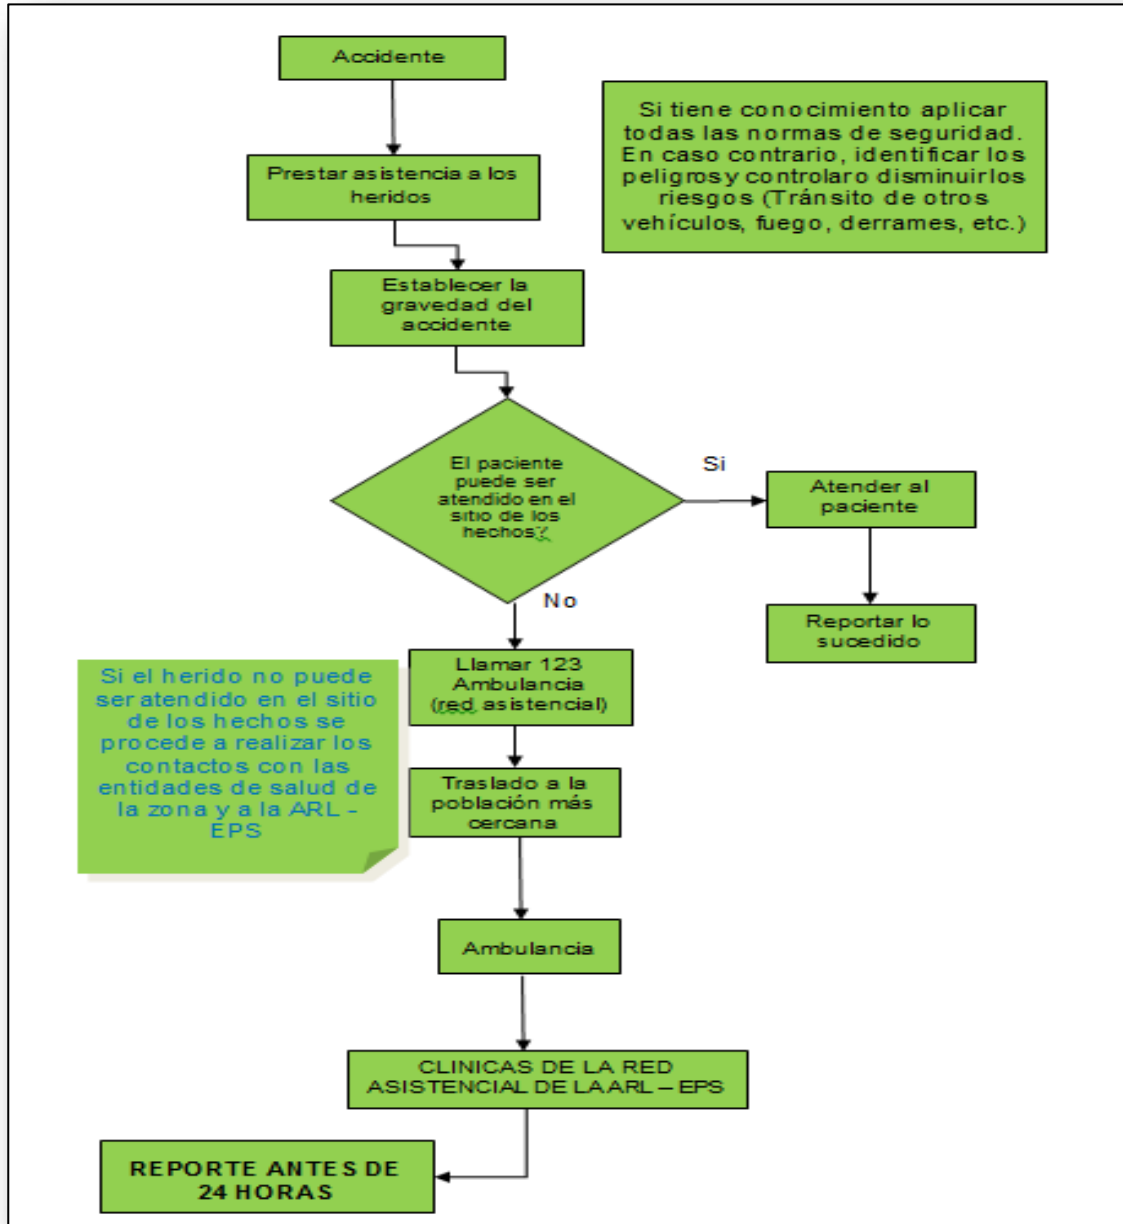 Accidente
Si tiene conocimiento aplicar
todas las normas de seguridad.
En caso contrario, identificar los
peligros y controlar o disminuir los
riesgos (Tránsito de otros
vehículos, fuego, derrames, etc.)
Prestar asistencia a los
heridos
Establecer la
gravedad del
accidente
El paciente
puede ser
atendido en el
sitio de los
hechos?
Si
Atender al
paciente
Reportar lo
sucedido
No
Llamar 123
Ambulancia
(red asistencial)
Si el herido no puede
ser atendido en el sitio
de los hechos se
procede a realizar los
contactos con las
entidades de salud de
la zona y a la ARL –
EPS
Traslado a la
población más
cercana
Ambulancia
CLINICAS DE LA RED
ASISTENCIAL DE LA ARL – EPS
REPORTE ANTES DE
24 HORAS